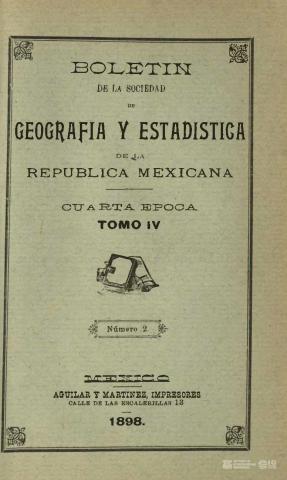 BOLETIN
DE LA SOCIEDAD
DE
GEOGRAFIA Y ESTADISTICA
DE LA
REPUBLICA MEXICANA
CUARTA EPOCA
TOMO IV
Número 2
MEXICO
AGUILAR Y MARTINEZ, IMPRESORES
CALLE DE LAS ESCALERILLAS 13
1898.